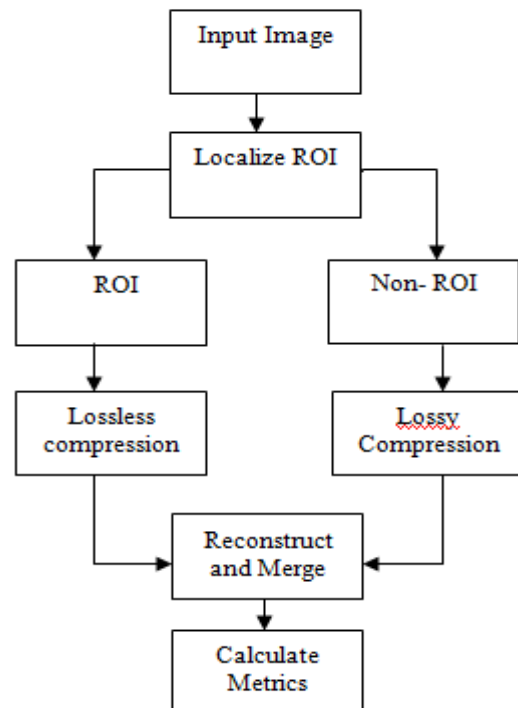 Input Image
Localize ROI
ROI
Non- ROI
Lossless
compression
Lossy
Compression
Reconstruct
and Merge
Calculate
Metrics